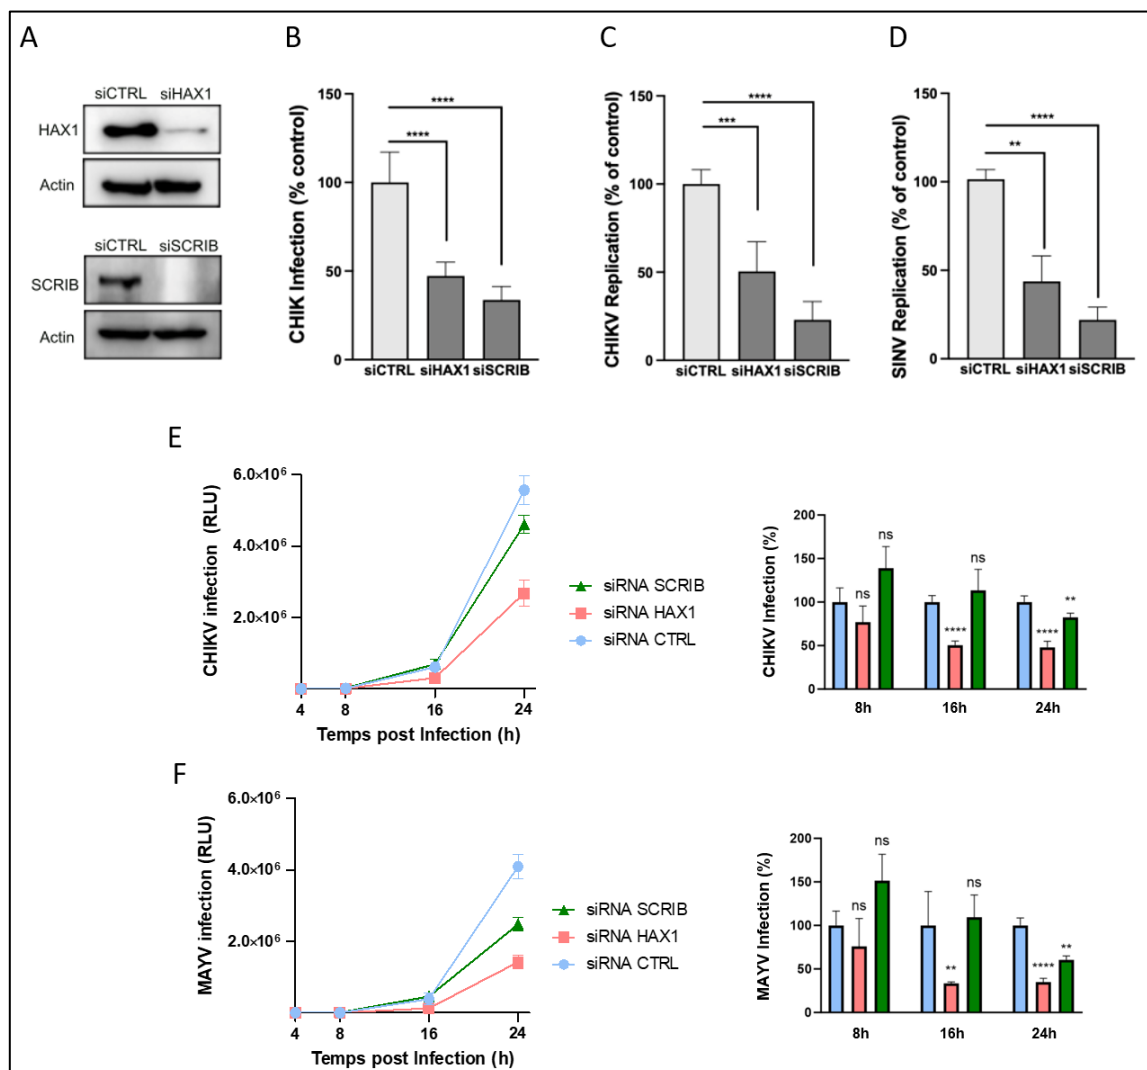 A
siCTRL siHAX1
HAX1
Actin
siCTRL siSCRIB
SCRIB
Actin
B
CHIK Infection (% control)
150
100
50
0
****
****
siCTRL siHAX1 siSCRIB
C
CHIKV Replication (% of control)
150
100
50
0
****
***
siCTRL siHAX1 siSCRIB
D
SINV Replication (% of control)
150
100
50
0
****
**
siCTRL siHAX1 siSCRIB
E
CHIKV infection (RLU)
6.0×10⁶
4.0×10⁶
2.0×10⁶
4 8 16 24
Temps post Infection (h)
siRNA SCRIB
siRNA HAX1
siRNA CTRL
CHIKV Infection (%)
200
150
100
50
0
ns ns
**** ns
**** **
8h 16h 24h
F
MAYV infection (RLU)
6.0×10⁶
4.0×10⁶
2.0×10⁶
4 8 16 24
Temps post Infection (h)
siRNA SCRIB
siRNA HAX1
siRNA CTRL
MAYV Infection (%)
200
150
100
50
0
ns ns
** ns
**** **
8h 16h 24h